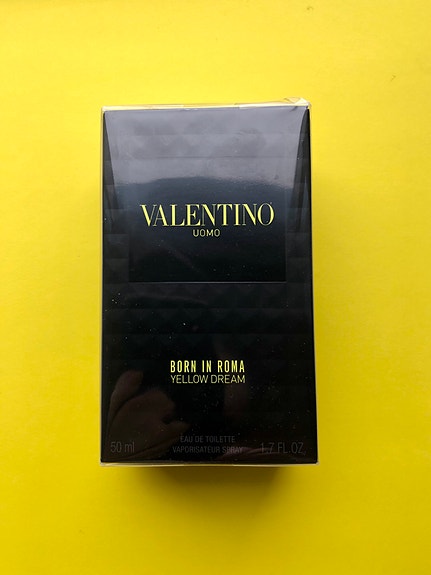 VALENTINO
UOMO
BORN IN ROMA
YELLOW DREAM
EAU DE TOILETTE
50 ml VAPORISATEUR SPRAY 1.7 FL OZ